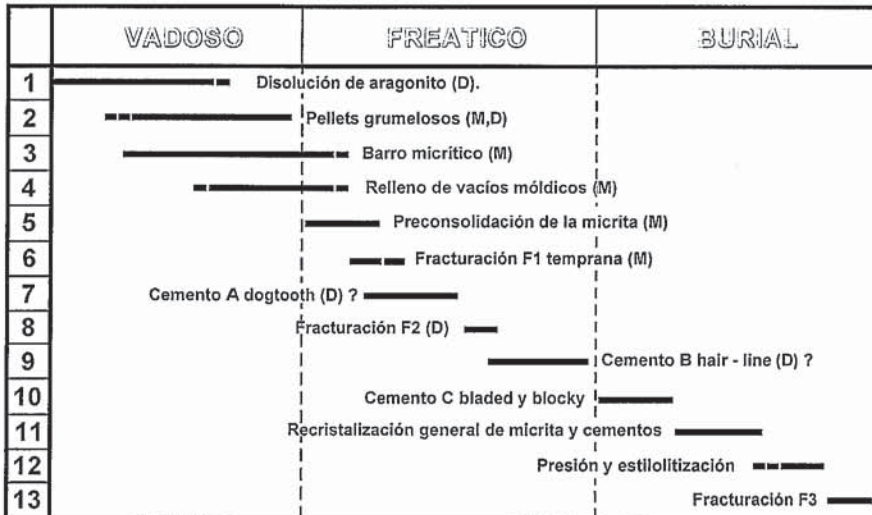 VADOSO FREATICO BURIAL
1 Disolución de aragonito (D).
2 Pellets grumelosos (M,D)
3 Barro micrítico (M)
4 Relleno de vacíos móldicos (M)
5 Preconsolidación de la micrita (M)
6 Fracturación F1 temprana (M)
7 Cemento A dogtooth (D) ?
8 Fracturación F2 (D)
9 Cemento B hair - line (D) ?
10 Cemento C bladed y blocky
11 Recristalización general de micrita y cementos
12 Presión y estilolitización
13 Fracturación F3